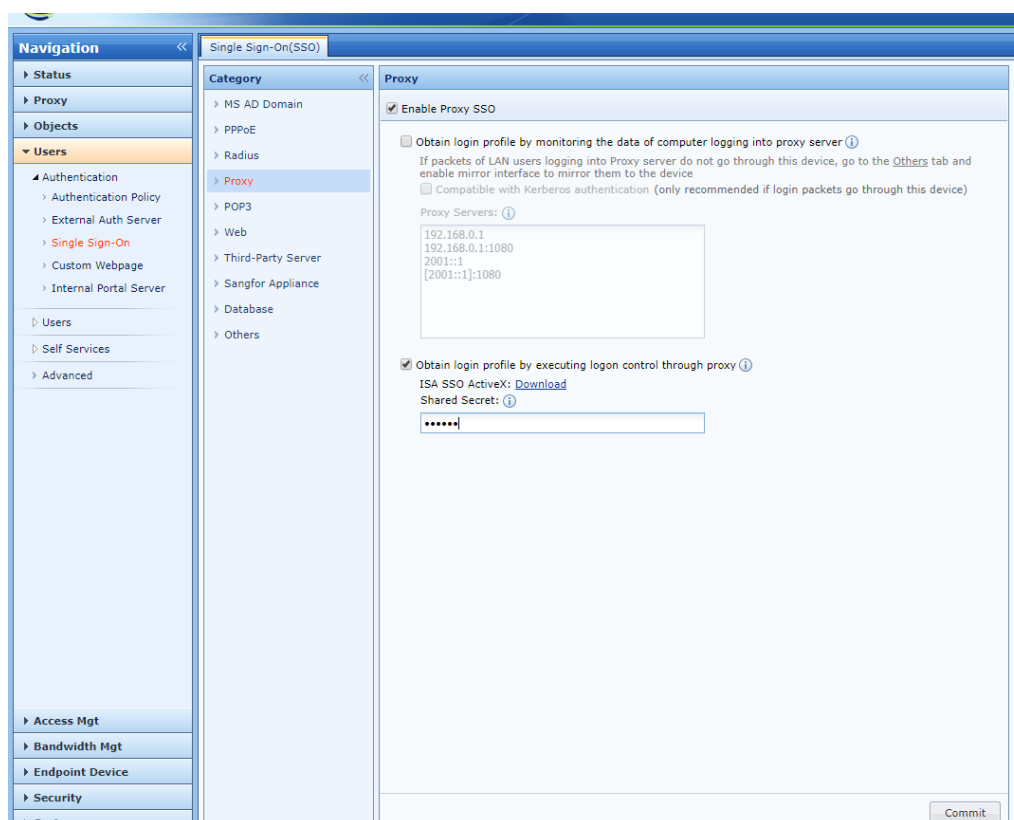 Navigation
Status
Proxy
Objects
Users
Authentication
Authentication Policy
External Auth Server
Single Sign-On
Custom Webpage
Internal Portal Server
Users
Self Services
Advanced
Access Mgt
Bandwidth Mgt
Endpoint Device
Security
Single Sign-On(SSO)
Category
MS AD Domain
PPPoE
Radius
Proxy
POP3
Web
Third-Party Server
Sangfor Appliance
Database
Others
Proxy
Enable Proxy SSO
Obtain login profile by monitoring the data of computer logging into proxy server
If packets of LAN users logging into Proxy server do not go through this device, go to the Others tab and
enable mirror interface to mirror them to the device
Compatible with Kerberos authentication (only recommended if login packets go through this device)
Proxy Servers:
192.168.0.1
192.168.0.1:1080
2001::1
[2001::1]:1080
Obtain login profile by executing logon control through proxy
ISA SSO ActiveX: Download
Shared Secret:
••••••
Commit